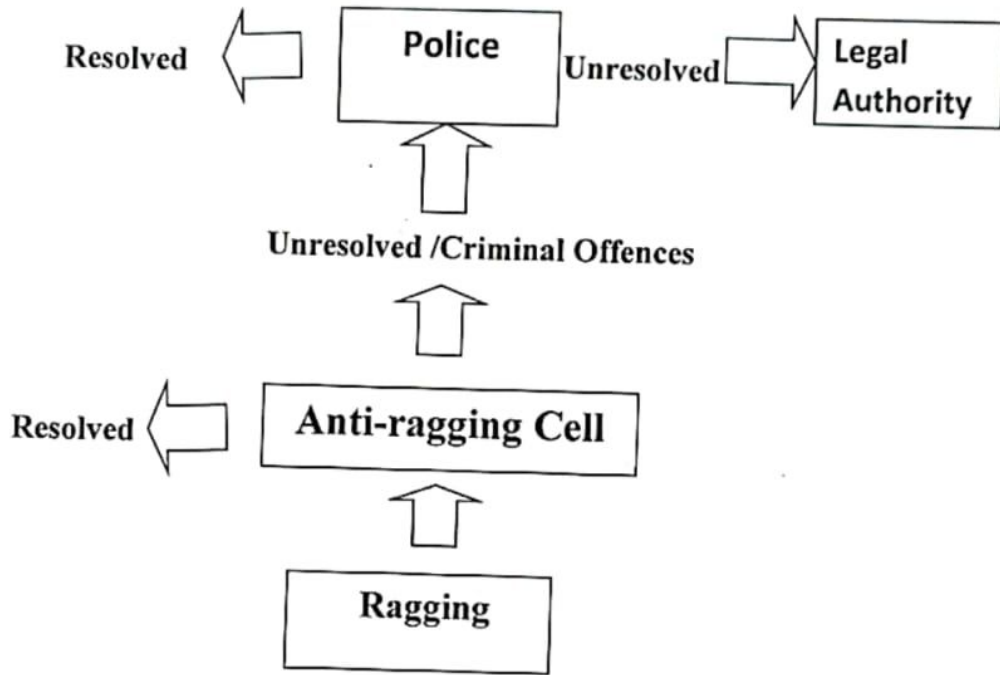 Police
Resolved
Unresolved
Legal
Authority
Unresolved /Criminal Offences
Anti-ragging Cell
Resolved
Ragging